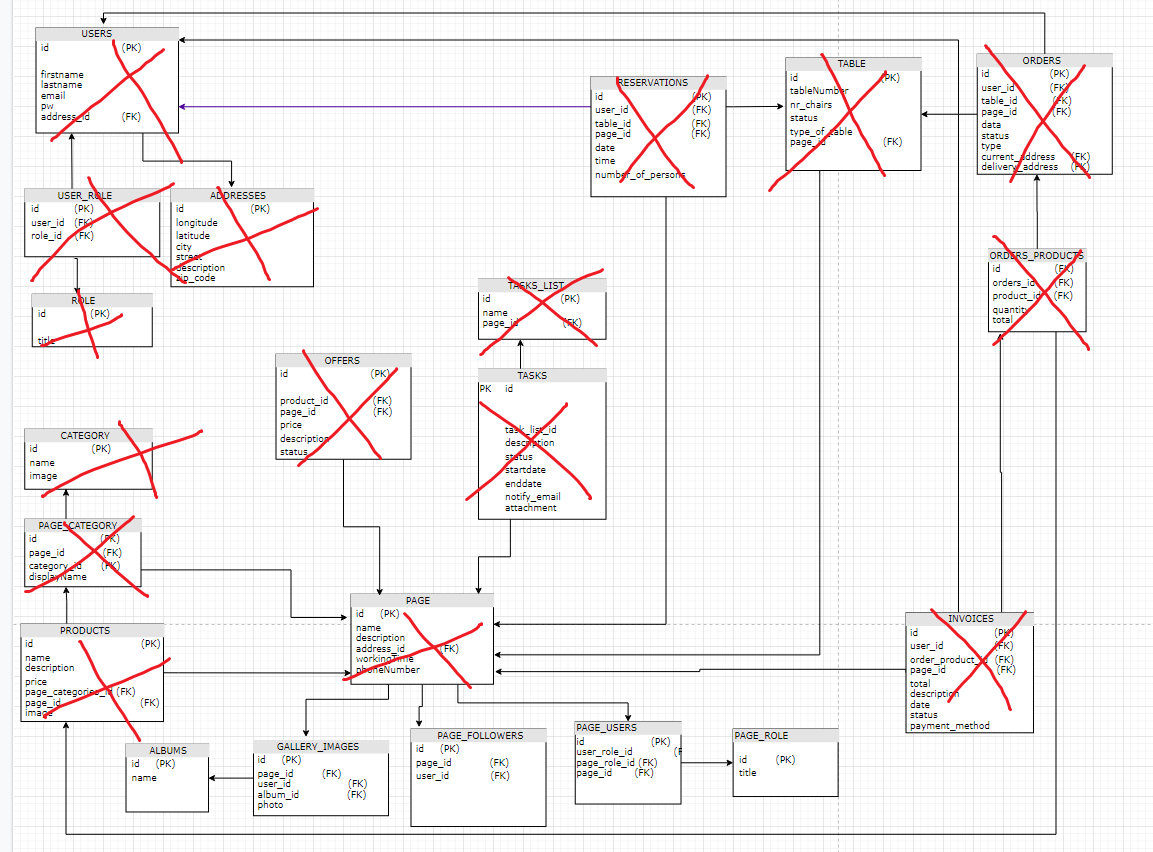 USERS
id (PK)
firstname
lastname
email
pw
address_id (FK)
RESERVATIONS
id (PK)
user_id (FK)
table_id (FK)
page_id (FK)
date
time
number_of_persons
TABLE
id (PK)
tableNumber
nr_chairs
status
type_of_table
page_id (FK)
ORDERS
id (PK)
user_id (FK)
table_id (FK)
page_id (FK)
data
status
type
current_address (FK)
delivery_address (FK)
USER_ROLE
id (PK)
user_id (FK)
role_id (FK)
ADDRESSES
id (PK)
longitude
latitude
city
street
description
zip_code
ROLE
id (PK)
title
TASKS_LIST
id (PK)
name
page_id (FK)
ORDERS_PRODUCTS
id (PK)
orders_id (FK)
product_id (FK)
quantity
total
OFFERS
id (PK)
product_id (FK)
page_id (FK)
price
description
status
TASKS
PK id
task_list_id
description
status
startdate
enddate
notify_email
attachment
CATEGORY
id (PK)
name
image
PAGE_CATEGORY
id (PK)
page_id (FK)
category_id (FK)
displayName
PRODUCTS
id (PK)
name
description
price
page_categories_id (FK)
page_id (FK)
image
PAGE
id (PK)
name
description
address_id (FK)
workingTime
phoneNumber
INVOICES
id (PK)
user_id (FK)
order_product_id (FK)
page_id (FK)
total
description
date
status
payment_method
ALBUMS
id (PK)
name
GALLERY_IMAGES
id (PK)
page_id (FK)
user_id (FK)
album_id (FK)
photo
PAGE_FOLLOWERS
id (PK)
page_id (FK)
user_id (FK)
PAGE_USERS
id (PK)
user_role_id (F
page_role_id (FK)
page_id (FK)
PAGE_ROLE
id (PK)
title